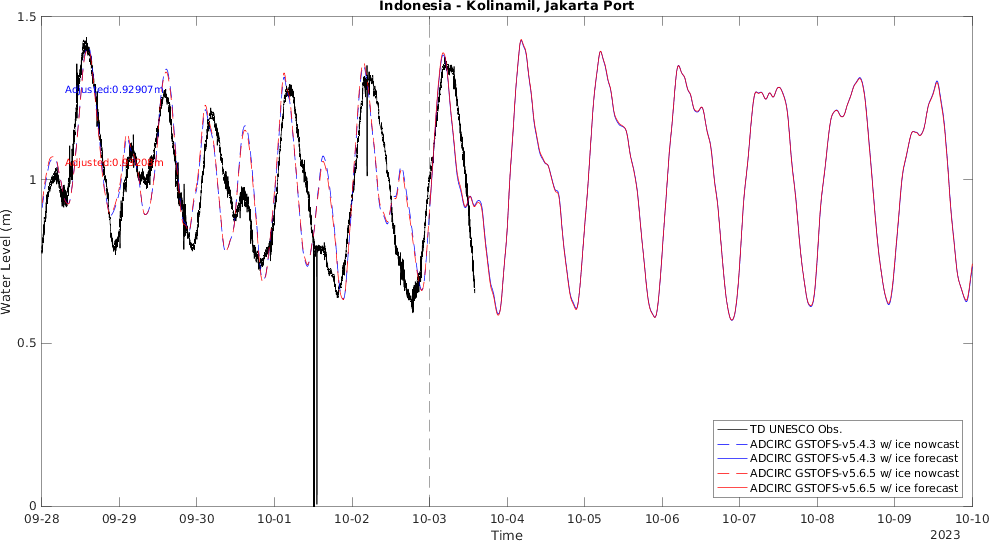 Indonesia - Kolinamil, Jakarta Port
1.5
1
0.5
0
Water Level (m)
Adjusted:0.92907m
09-28
09-29
09-30
10-01
10-02
10-03
10-04
10-05
10-06
10-07
10-08
10-09
10-10
Time
2023
TD UNESCO Obs.
ADCIRC GSTOFS-v5.4.3 w/ ice nowcast
ADCIRC GSTOFS-v5.4.3 w/ ice forecast
ADCIRC GSTOFS-v5.6.5 w/ ice nowcast
ADCIRC GSTOFS-v5.6.5 w/ ice forecast